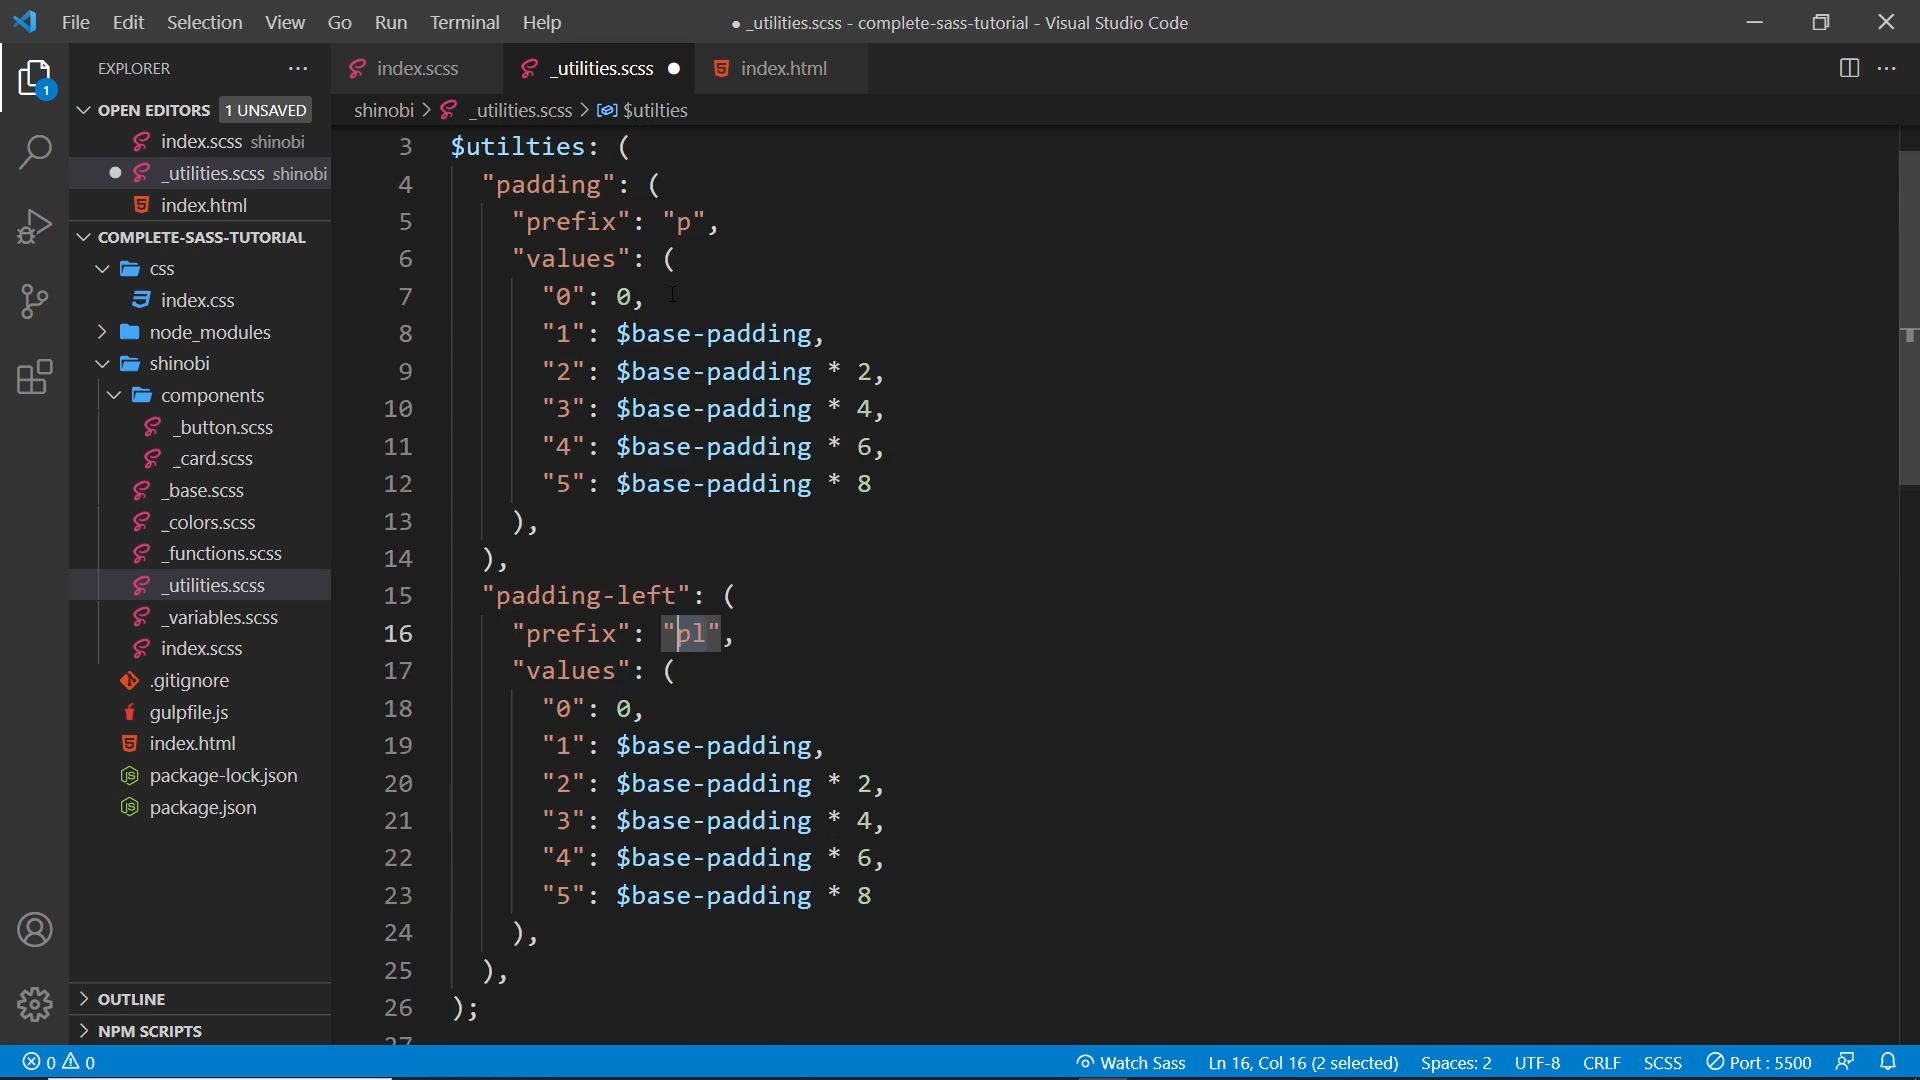 File Edit Selection View Go Run Terminal Help
● _utilities.scss - complete-sass-tutorial - Visual Studio Code
EXPLORER
index.scss
_utilities.scss
index.html
OPEN EDITORS 1 UNSAVED
index.scss shinobi
_utilities.scss shinobi
index.html
COMPLETE-SASS-TUTORIAL
css
index.css
node_modules
shinobi
components
_button.scss
_card.scss
_base.scss
_colors.scss
_functions.scss
_utilities.scss
_variables.scss
index.scss
.gitignore
gulpfile.js
index.html
package-lock.json
package.json
OUTLINE
NPM SCRIPTS
1
shinobi > _utilities.scss > $utilties
3 $utilties: (
4 "padding": (
5 "prefix": "p",
6 "values": (
7 "0": 0,
8 "1": $base-padding,
9 "2": $base-padding * 2,
10 "3": $base-padding * 4,
11 "4": $base-padding * 6,
12 "5": $base-padding * 8
13 ),
14 ),
15 "padding-left": (
16 "prefix": "pl",
17 "values": (
18 "0": 0,
19 "1": $base-padding,
20 "2": $base-padding * 2,
21 "3": $base-padding * 4,
22 "4": $base-padding * 6,
23 "5": $base-padding * 8
24 ),
25 ),
26 );
27
0 0
Watch Sass Ln 16, Col 16 (2 selected) Spaces: 2 UTF-8 CRLF SCSS Port : 5500